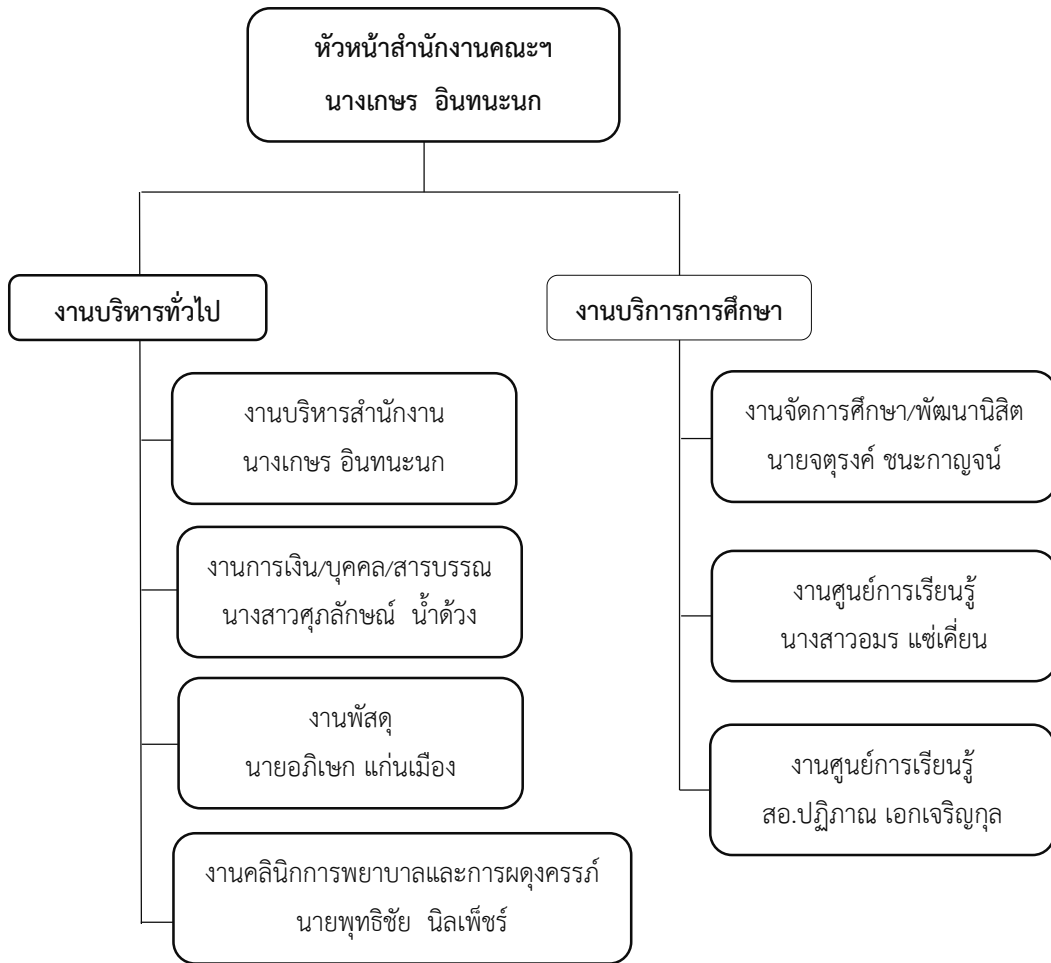 หัวหน้าสำนักงานคณะฯ
นางเกษร อินทนะนก
งานบริหารทั่วไป
งานบริหารสำนักงาน
นางเกษร อินทนะนก
งานการเงิน/บุคคล/สารบรรณ
นางสาวศุภลักษณ์ น้ำด้วง
งานพัสดุ
นายอภิเษก แก่นเมือง
งานคลินิกการพยาบาลและการผดุงครรภ์
นายพุทธิชัย นิลเพ็ชร์
งานบริการการศึกษา
งานจัดการศึกษา/พัฒนานิสิต
นายจตุรงค์ ชนะกาญจน์
งานศูนย์การเรียนรู้
นางสาวอมร แซ่เคี่ยน
งานศูนย์การเรียนรู้
สอ.ปฏิภาณ เอกเจริญกุล